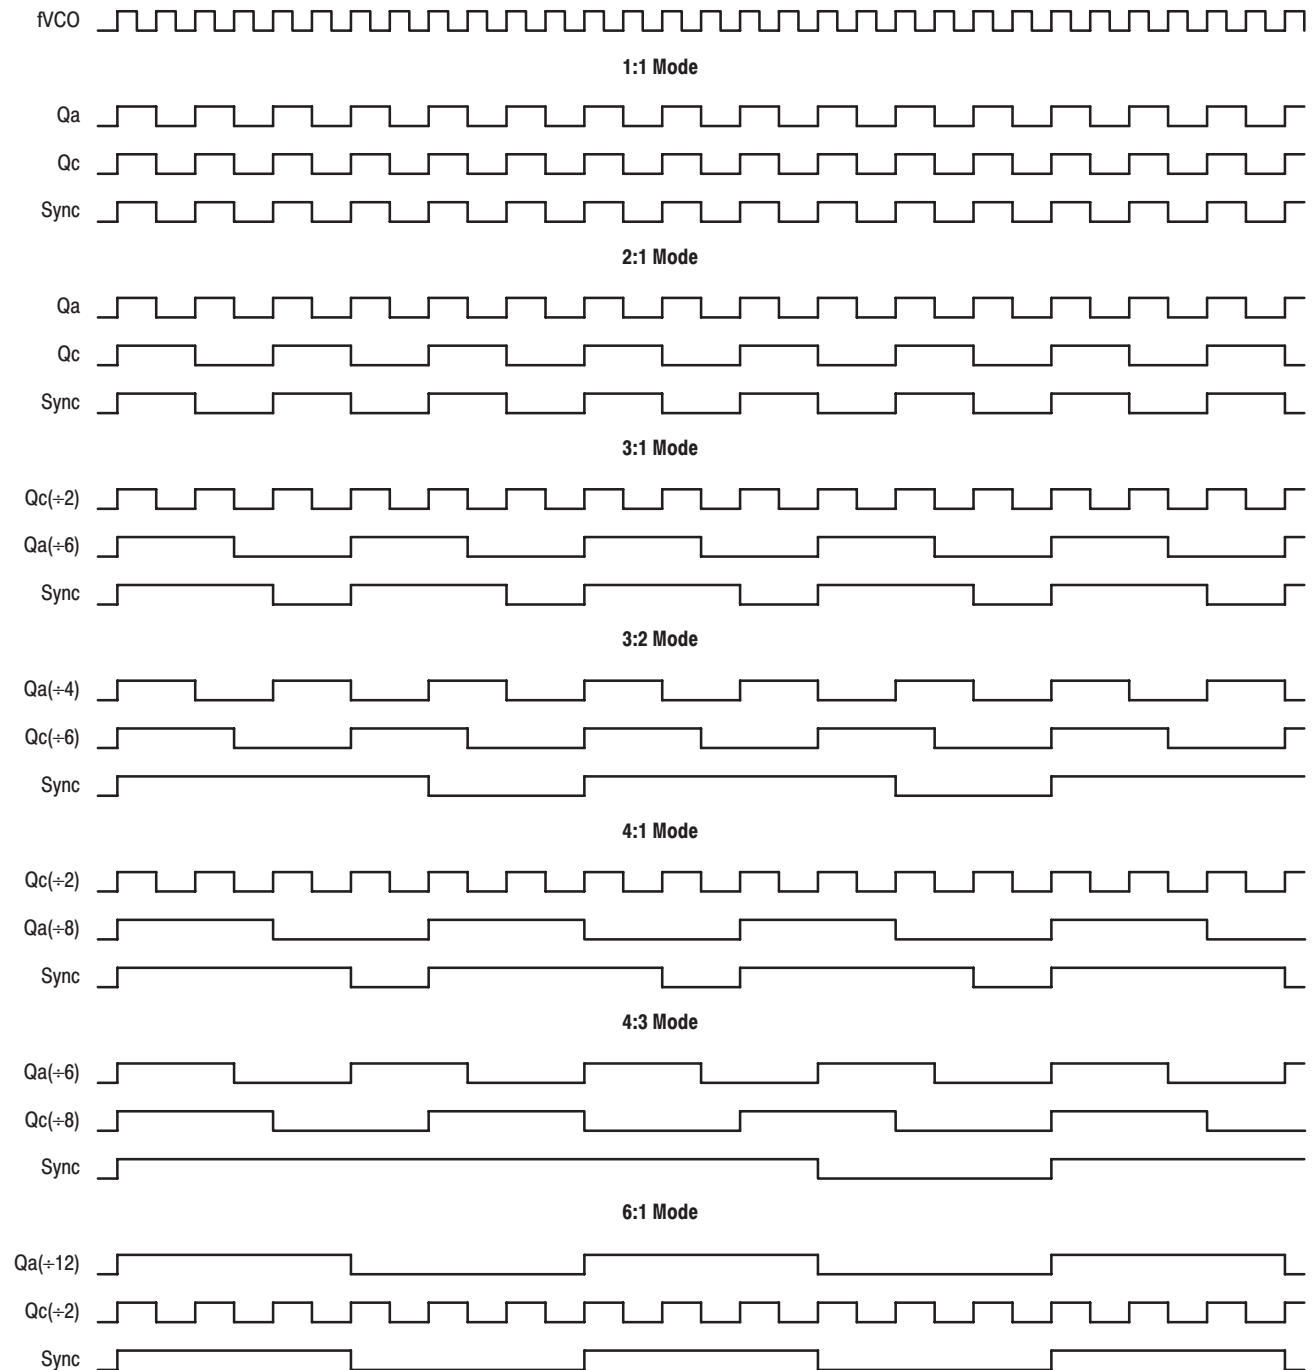 fVCO
1:1 Mode
Qa
Qc
Sync
2:1 Mode
Qa
Qc
Sync
3:1 Mode
Qc(÷2)
Qa(÷6)
Sync
3:2 Mode
Qa(÷4)
Qc(÷6)
Sync
4:1 Mode
Qc(÷2)
Qa(÷8)
Sync
4:3 Mode
Qa(÷6)
Qc(÷8)
Sync
6:1 Mode
Qa(÷12)
Qc(÷2)
Sync